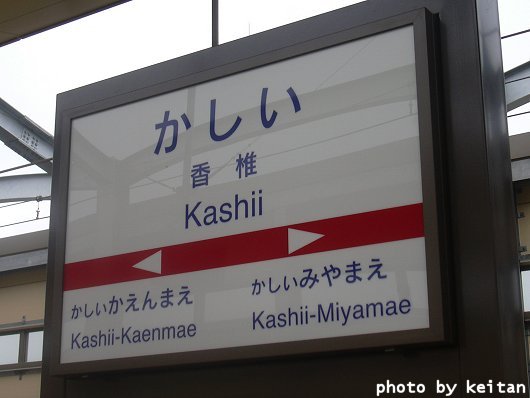 かしい
香椎
Kashii
かしいかえんまえ
Kashii-Kaenmae
かしいみやまえ
Kashii-Miyamae
photo by keitan